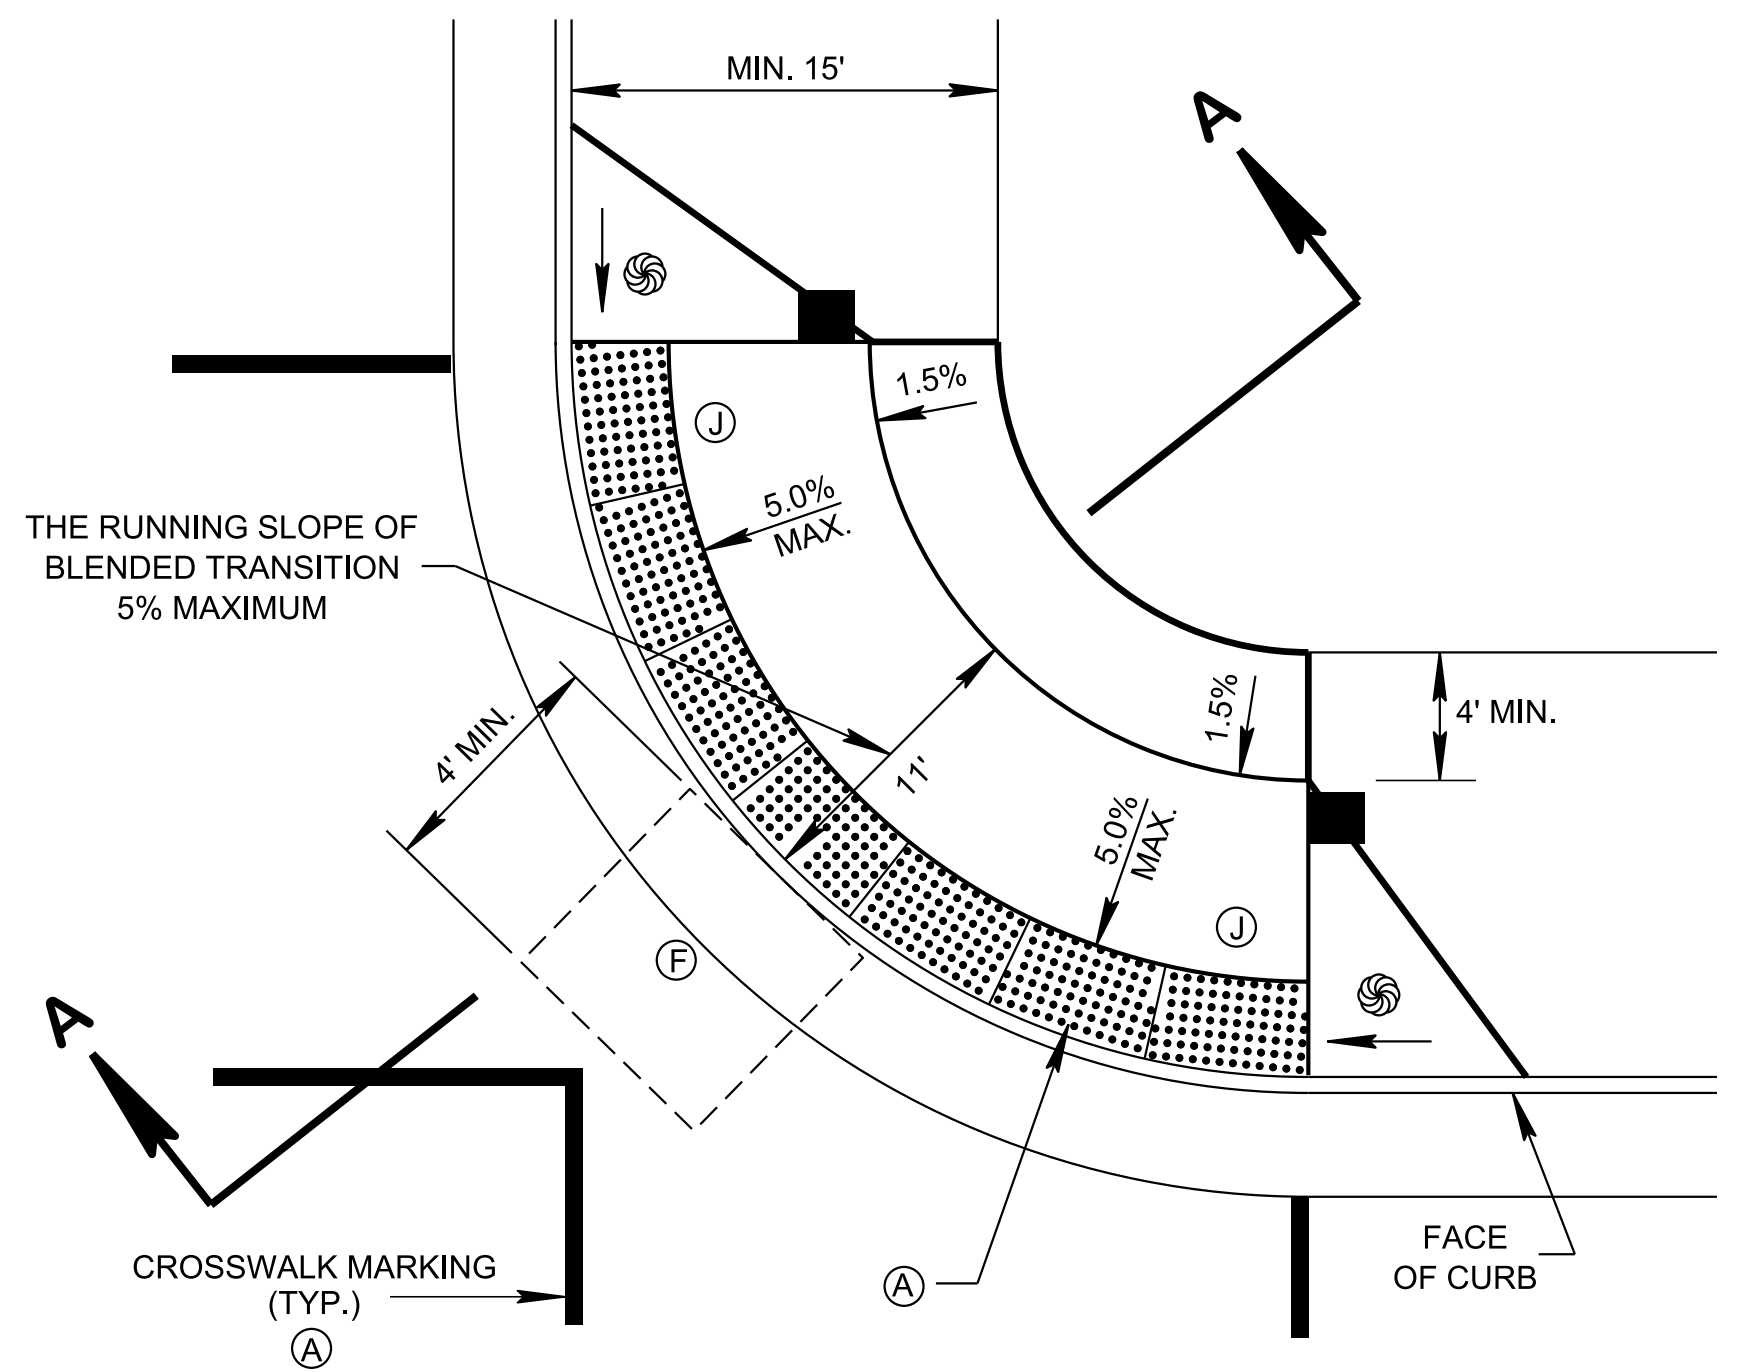 MIN. 15'
A
1.5%
J
5.0%
MAX.
THE RUNNING SLOPE OF
BLENDED TRANSITION
5% MAXIMUM
4' MIN.
11'
1.5%
4' MIN.
5.0%
MAX.
J
F
A
CROSSWALK MARKING
(TYP.)
A
A
FACE
OF CURB